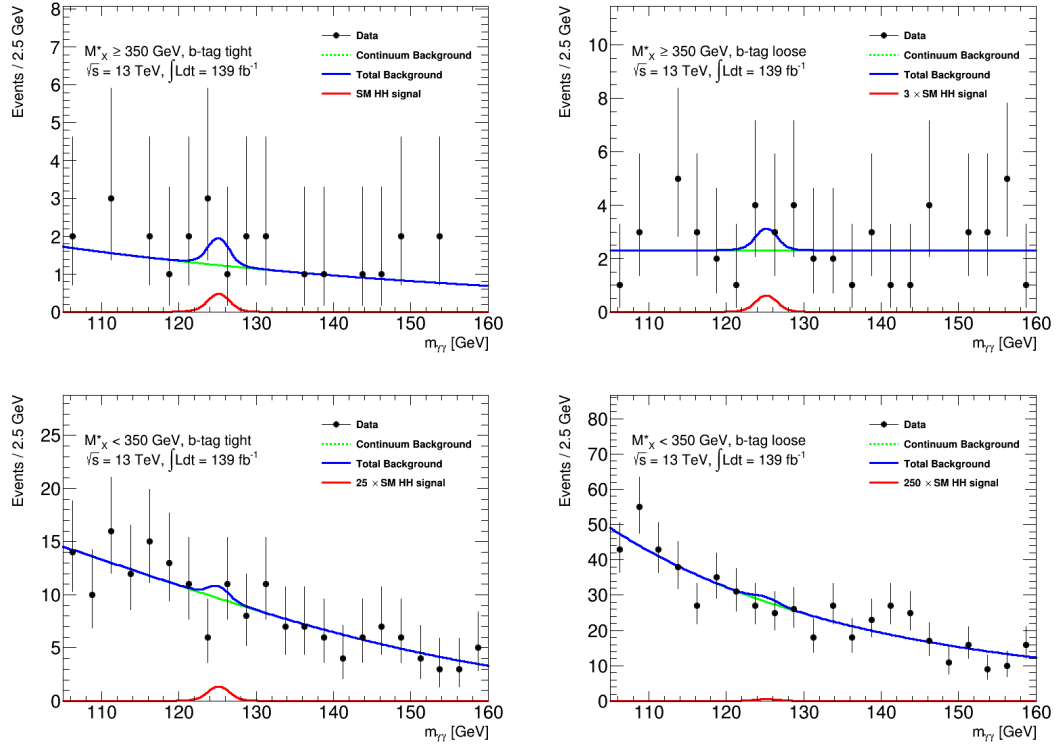 Events / 2.5 GeV
8
7
6
5
4
3
2
1
0
M*X ≥ 350 GeV, b-tag tight
√s = 13 TeV, ∫Ldt = 139 fb-1
Data
Continuum Background
Total Background
SM HH signal
110 120 130 140 150 160
mγγ [GeV]
Events / 2.5 GeV
10
8
6
4
2
0
M*X ≥ 350 GeV, b-tag loose
√s = 13 TeV, ∫Ldt = 139 fb-1
Data
Continuum Background
Total Background
3 × SM HH signal
110 120 130 140 150 160
mγγ [GeV]
Events / 2.5 GeV
25
20
15
10
5
0
M*X < 350 GeV, b-tag tight
√s = 13 TeV, ∫Ldt = 139 fb-1
Data
Continuum Background
Total Background
25 × SM HH signal
110 120 130 140 150 160
mγγ [GeV]
Events / 2.5 GeV
80
70
60
50
40
30
20
10
0
M*X < 350 GeV, b-tag loose
√s = 13 TeV, ∫Ldt = 139 fb-1
Data
Continuum Background
Total Background
250 × SM HH signal
110 120 130 140 150 160
mγγ [GeV]